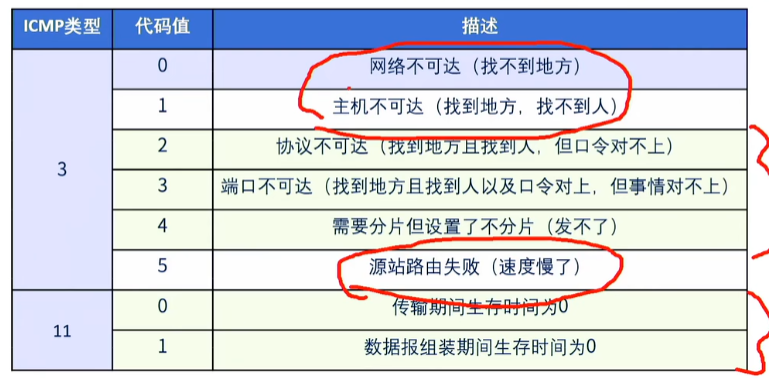 ICMP类型 代码值 描述
0 网络不可达（找不到地方）
1 主机不可达（找到地方，找不到人）
2 协议不可达（找到地方且找到人，但口令对不上）
3 3 端口不可达（找到地方且找到人以及口令对上，但事情对不上）
4 需要分片但设置了不分片（发不了）
5 源站路由失败（速度慢了）
11 0 传输期间生存时间为0
1 数据报组装期间生存时间为0